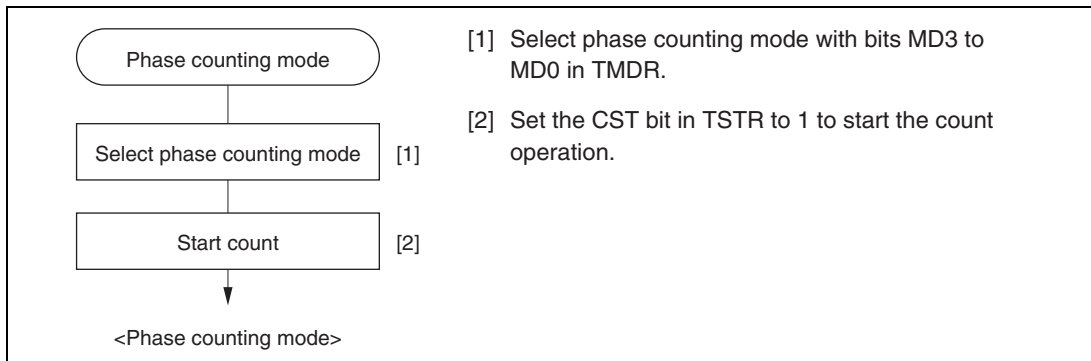 Phase counting mode
Select phase counting mode [1]
Start count [2]
<Phase counting mode>
[1] Select phase counting mode with bits MD3 to
MD0 in TMDR.
[2] Set the CST bit in TSTR to 1 to start the count
operation.